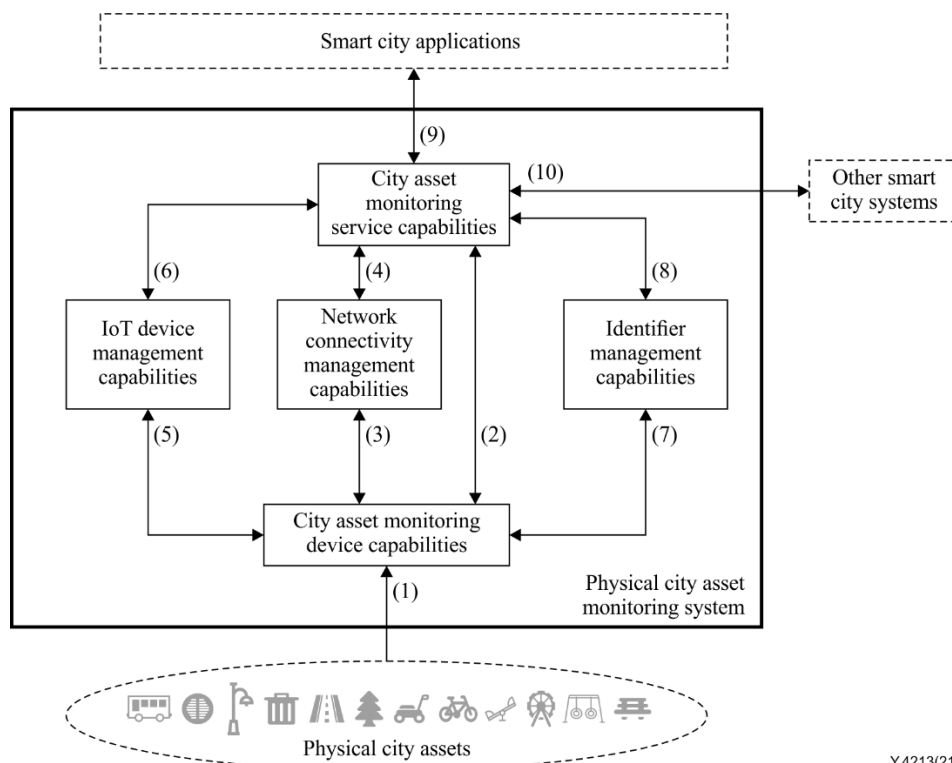 Smart city applications
(9)
(10)
City asset
monitoring
service capabilities
Other smart
city systems
(6)
(4)
(8)
IoT device
management
capabilities
Network
connectivity
management
capabilities
Identifier
management
capabilities
(5)
(3)
(2)
(7)
City asset monitoring
device capabilities
(1)
Physical city asset
monitoring system
Physical city assets
Y.4213(21)